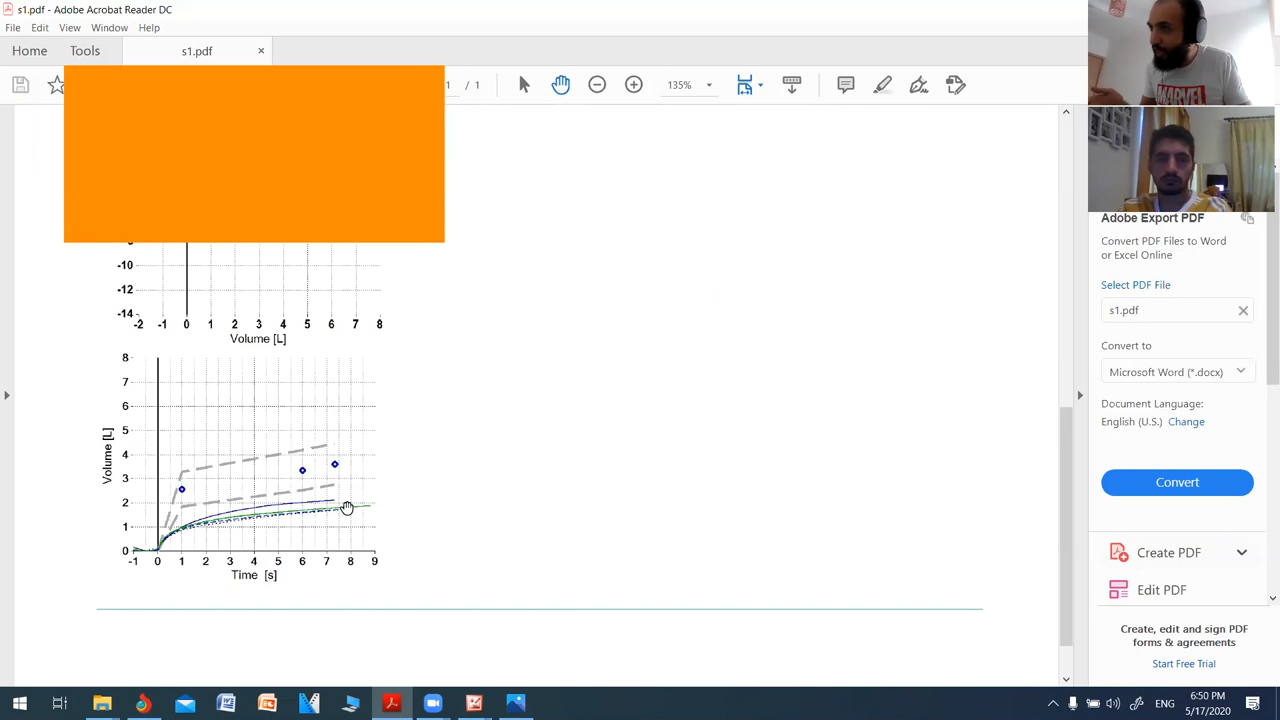 s1.pdf - Adobe Acrobat Reader DC
File Edit View Window Help
Home Tools s1.pdf
1 / 1 135%
-10
-12
-14
-2 -1 0 1 2 3 4 5 6 7 8
Volume [L]
8
7
6
5
4
3
2
1
0
Volume [L]
-1 0 1 2 3 4 5 6 7 8 9
Time [s]
MARVEL
Adobe Export PDF
Convert PDF Files to Word
or Excel Online
Select PDF File
s1.pdf
Convert to
Microsoft Word (*.docx)
Document Language:
English (U.S.) Change
Convert
Create PDF
Edit PDF
Create, edit and sign PDF
forms & agreements
Start Free Trial
ENG
6:50 PM
5/17/2020